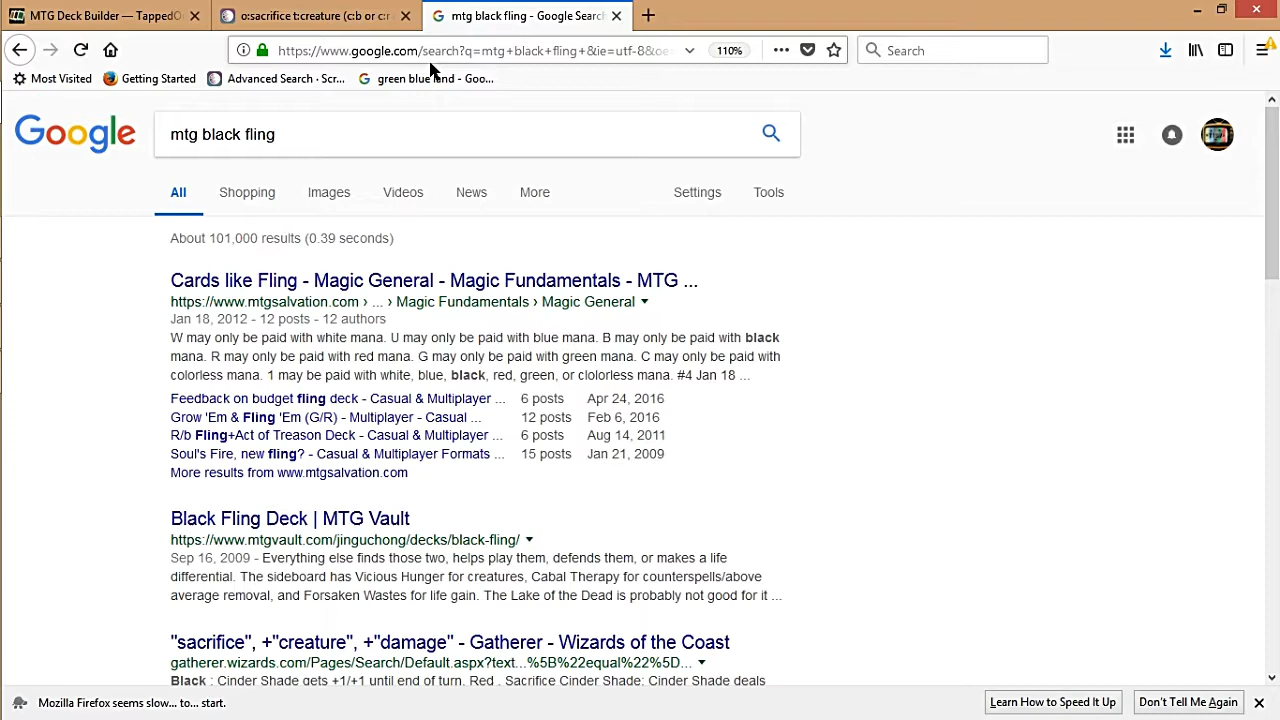 MTG Deck Builder — TappedO
o:sacrifice t:creature (c:b or c:r
mtg black fling - Google Search
https://www.google.com/search?q=mtg+black+fling+&ie=utf-8&oe
110%
Search
Most Visited
Getting Started
Advanced Search · Scr...
green blue land - Goo...
Google
mtg black fling
All
Shopping
Images
Videos
News
More
Settings
Tools
About 101,000 results (0.39 seconds)
Cards like Fling - Magic General - Magic Fundamentals - MTG ...
https://www.mtgsalvation.com › ... › Magic Fundamentals › Magic General
Jan 18, 2012 - 12 posts - 12 authors
W may only be paid with white mana. U may only be paid with blue mana. B may only be paid with black
mana. R may only be paid with red mana. G may only be paid with green mana. C may only be paid with
colorless mana. 1 may be paid with white, blue, black, red, green, or clolorless mana. #4 Jan 18 ...
Feedback on budget fling deck - Casual & Multiplayer ... 6 posts Apr 24, 2016
Grow 'Em & Fling 'Em (G/R) - Multiplayer - Casual ... 12 posts Feb 6, 2016
R/b Fling+Act of Treason Deck - Casual & Multiplayer ... 6 posts Aug 14, 2011
Soul's Fire, new fling? - Casual & Multiplayer Formats ... 15 posts Jan 21, 2009
More results from www.mtgsalvation.com
Black Fling Deck | MTG Vault
https://www.mtgvault.com/jinguchong/decks/black-fling/
Sep 16, 2009 - Everything else finds those two, helps play them, defends them, or makes a life
differential. The sideboard has Vicious Hunger for creatures, Cabal Therapy for counterspells/above
average removal, and Forsaken Wastes for life gain. The Lake of the Dead is probably not good for it ...
"sacrifice", +"creature", +"damage" - Gatherer - Wizards of the Coast
gatherer.wizards.com/Pages/Search/Default.aspx?text...%5B%22equal%22%5D...
Black : Cinder Shade gets +1/+1 until end of turn. Red , Sacrifice Cinder Shade: Cinder Shade deals
Mozilla Firefox seems slow... to... start.
Learn How to Speed It Up
Don't Tell Me Again